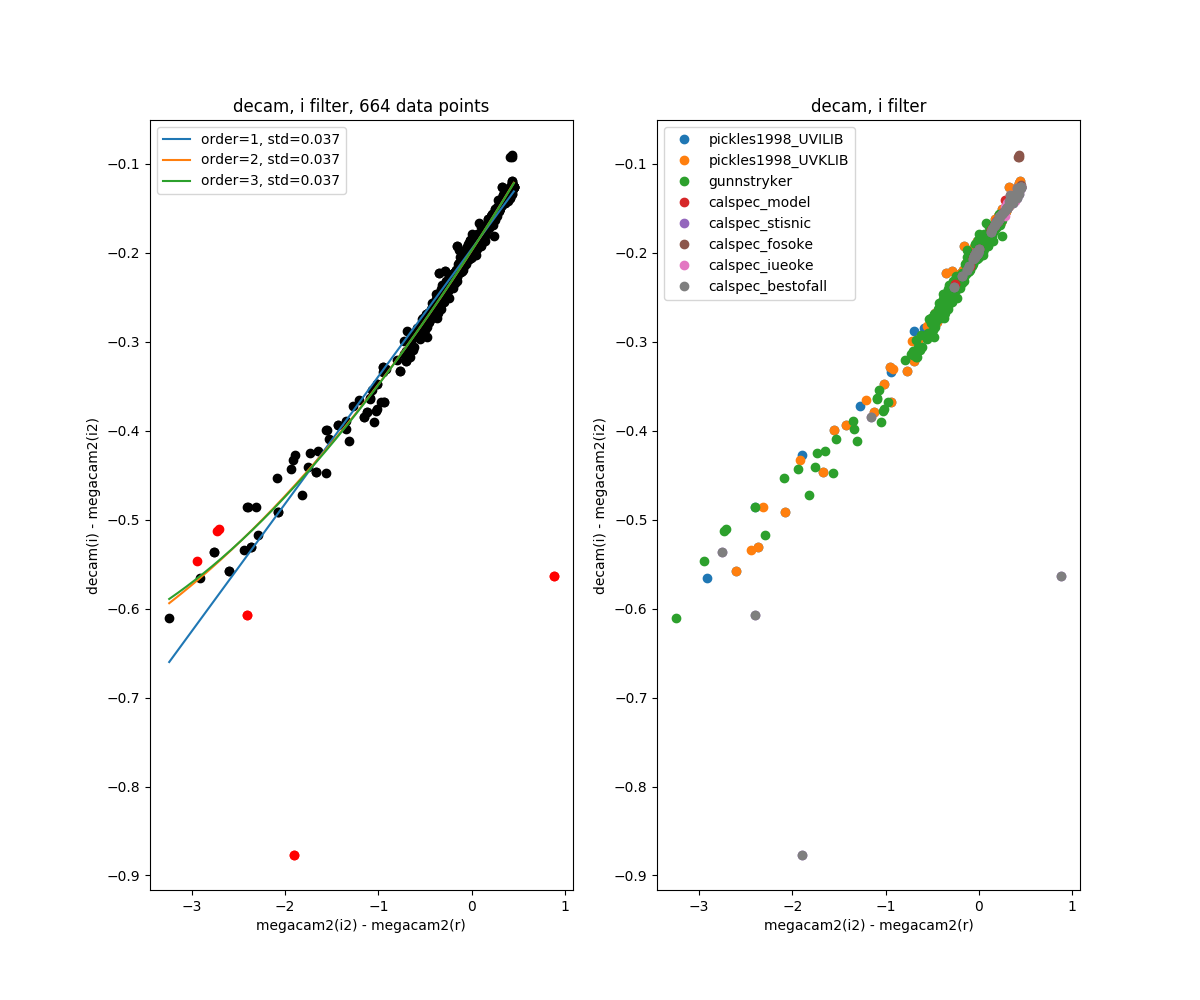 decam, i filter, 664 data points
order=1, std=0.037
order=2, std=0.037
order=3, std=0.037
−0.1
−0.2
−0.3
−0.4
−0.5
−0.6
−0.7
−0.8
−0.9
decam(i) - megacam2(i2)
−3
−2
−1
0
1
megacam2(i2) - megacam2(r)
decam, i filter
pickles1998_UVILIB
pickles1998_UVKLIB
gunnstryker
calspec_model
calspec_stisnic
calspec_fosoke
calspec_iueoke
calspec_bestofall
−0.1
−0.2
−0.3
−0.4
−0.5
−0.6
−0.7
−0.8
−0.9
decam(i) - megacam2(i2)
−3
−2
−1
0
1
megacam2(i2) - megacam2(r)